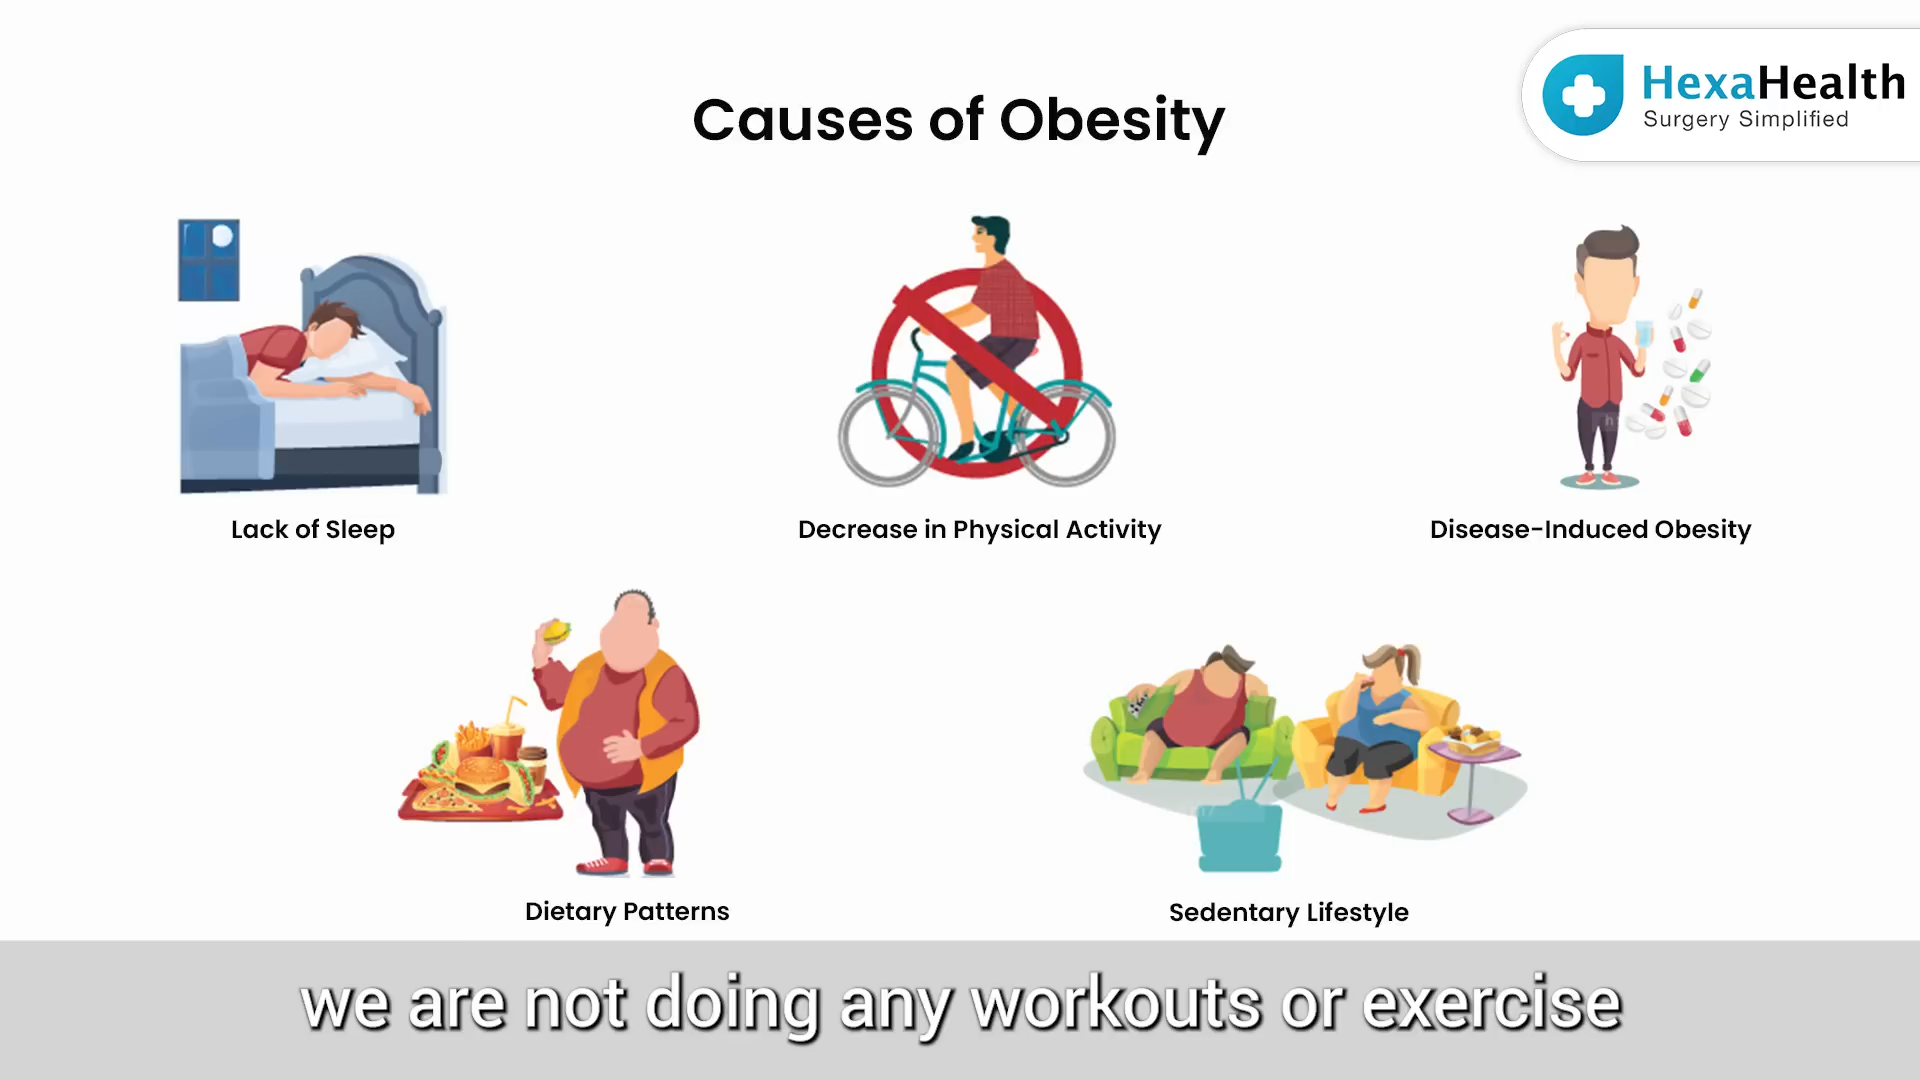 Causes of Obesity
HexaHealth
Surgery Simplified
Lack of Sleep
Decrease in Physical Activity
Disease-Induced Obesity
Dietary Patterns
Sedentary Lifestyle
we are not doing any workouts or exercise